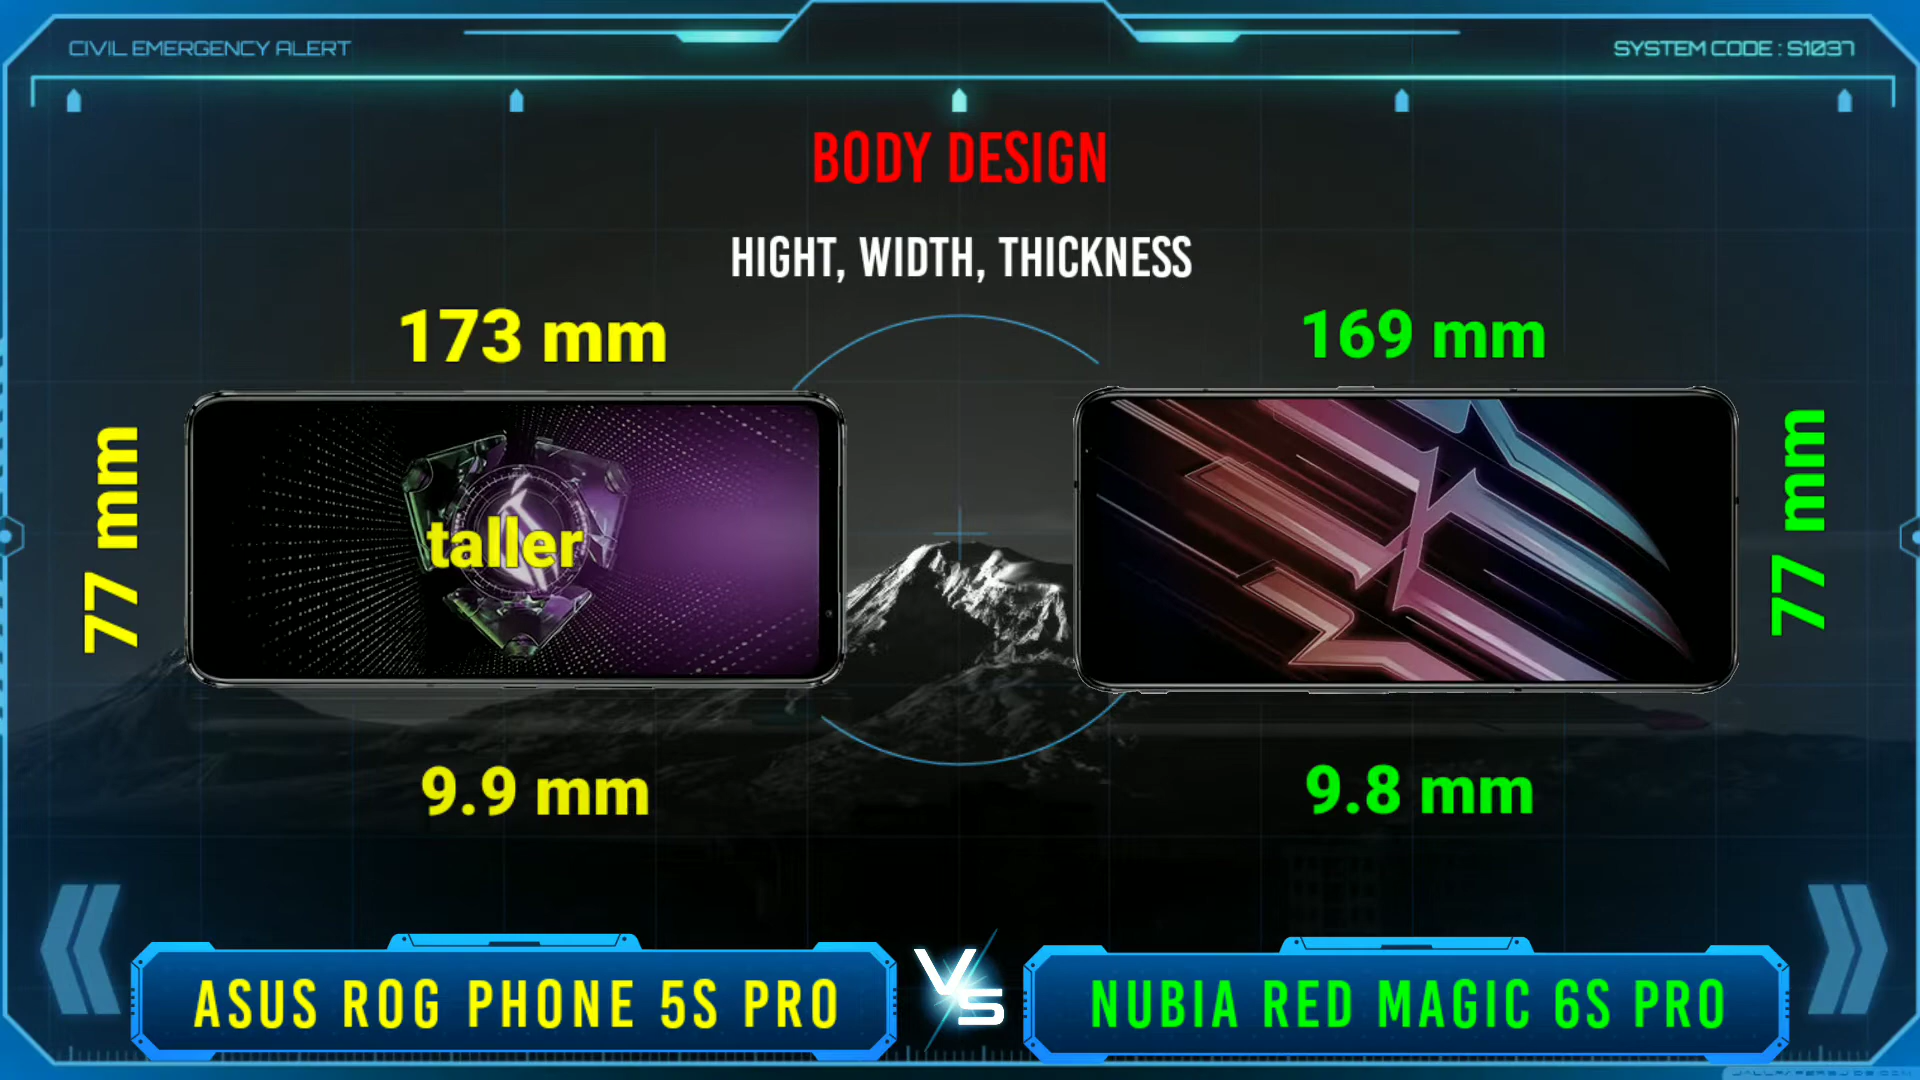 CIVIL EMERGENCY ALERT
SYSTEM CODE : S1037
BODY DESIGN
HIGHT, WIDTH, THICKNESS
173 mm
169 mm
77 mm
taller
77 mm
9.9 mm
9.8 mm
ASUS ROG PHONE 5S PRO
VS
NUBIA RED MAGIC 6S PRO